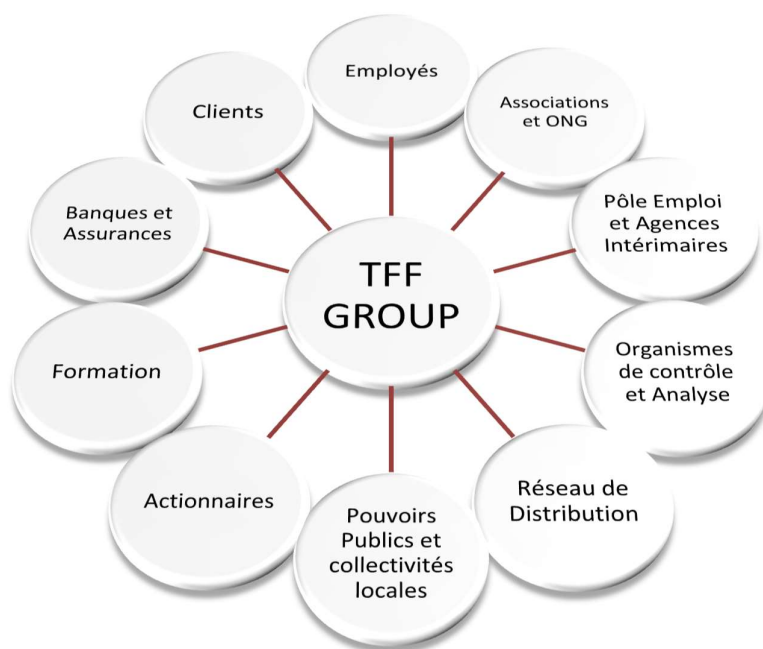 Employés
Associations
et ONG
Pôle Emploi
et Agences
Intérimaires
Organismes
de contrôle
et Analyse
Réseau de
Distribution
Pouvoirs
Publics et
collectivités
locales
Actionnaires
Formation
Banques et
Assurances
Clients
TFF
GROUP